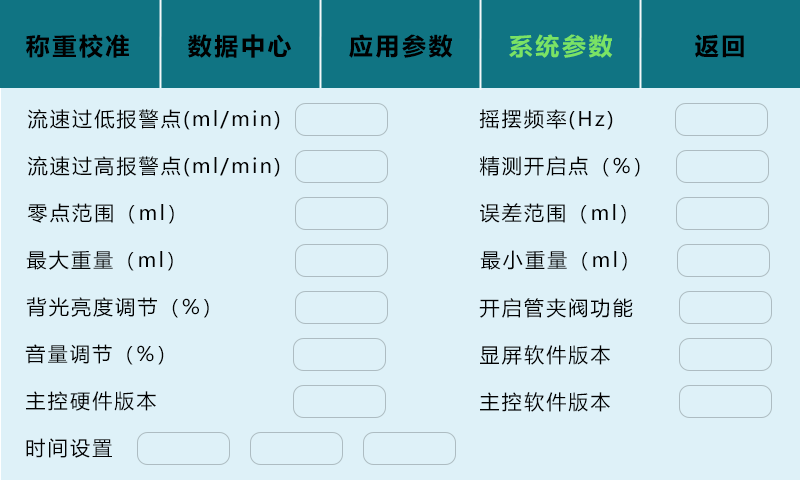 称重校准 数据中心 应用参数 系统参数 返回
流速过低报警点(ml/min) 摇摆频率(Hz)
流速过高报警点(ml/min) 精测开启点（%）
零点范围（ml） 误差范围（ml）
最大重量（ml） 最小重量（ml）
背光亮度调节（%） 开启管夹阀功能
音量调节（%） 显屏软件版本
主控硬件版本 主控软件版本
时间设置